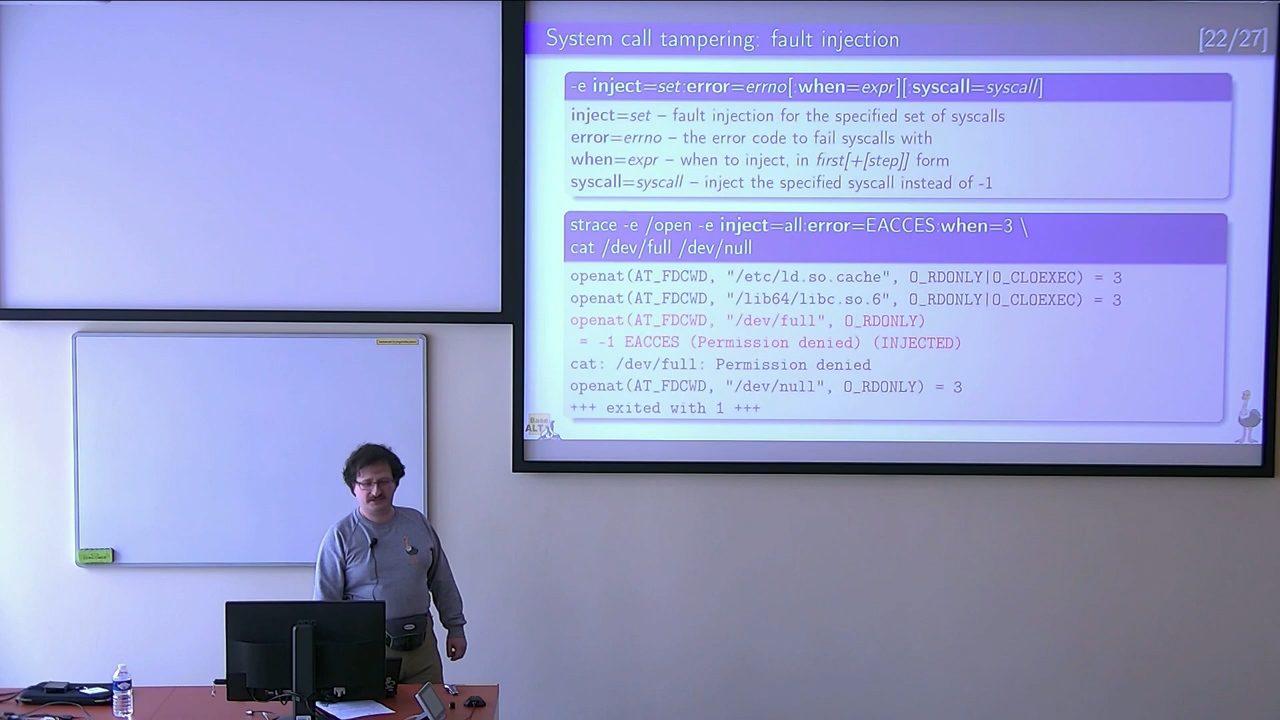 System call tampering: fault injection
[22/27]
-e inject=set:error=errno[:when=expr][:syscall=syscall]
inject=set – fault injection for the specified set of syscalls
error=errno – the error code to fail syscalls with
when=expr – when to inject, in first[+[step]] form
syscall=syscall – inject the specified syscall instead of -1
strace -e /open -e inject=all:error=EACCES:when=3 \
cat /dev/full /dev/null
openat(AT_FDCWD, "/etc/ld.so.cache", O_RDONLY|O_CLOEXEC) = 3
openat(AT_FDCWD, "/lib64/libc.so.6", O_RDONLY|O_CLOEXEC) = 3
openat(AT_FDCWD, "/dev/full", O_RDONLY)
= -1 EACCES (Permission denied) (INJECTED)
cat: /dev/full: Permission denied
openat(AT_FDCWD, "/dev/null", O_RDONLY) = 3
+++ exited with 1 +++
Base
ALT